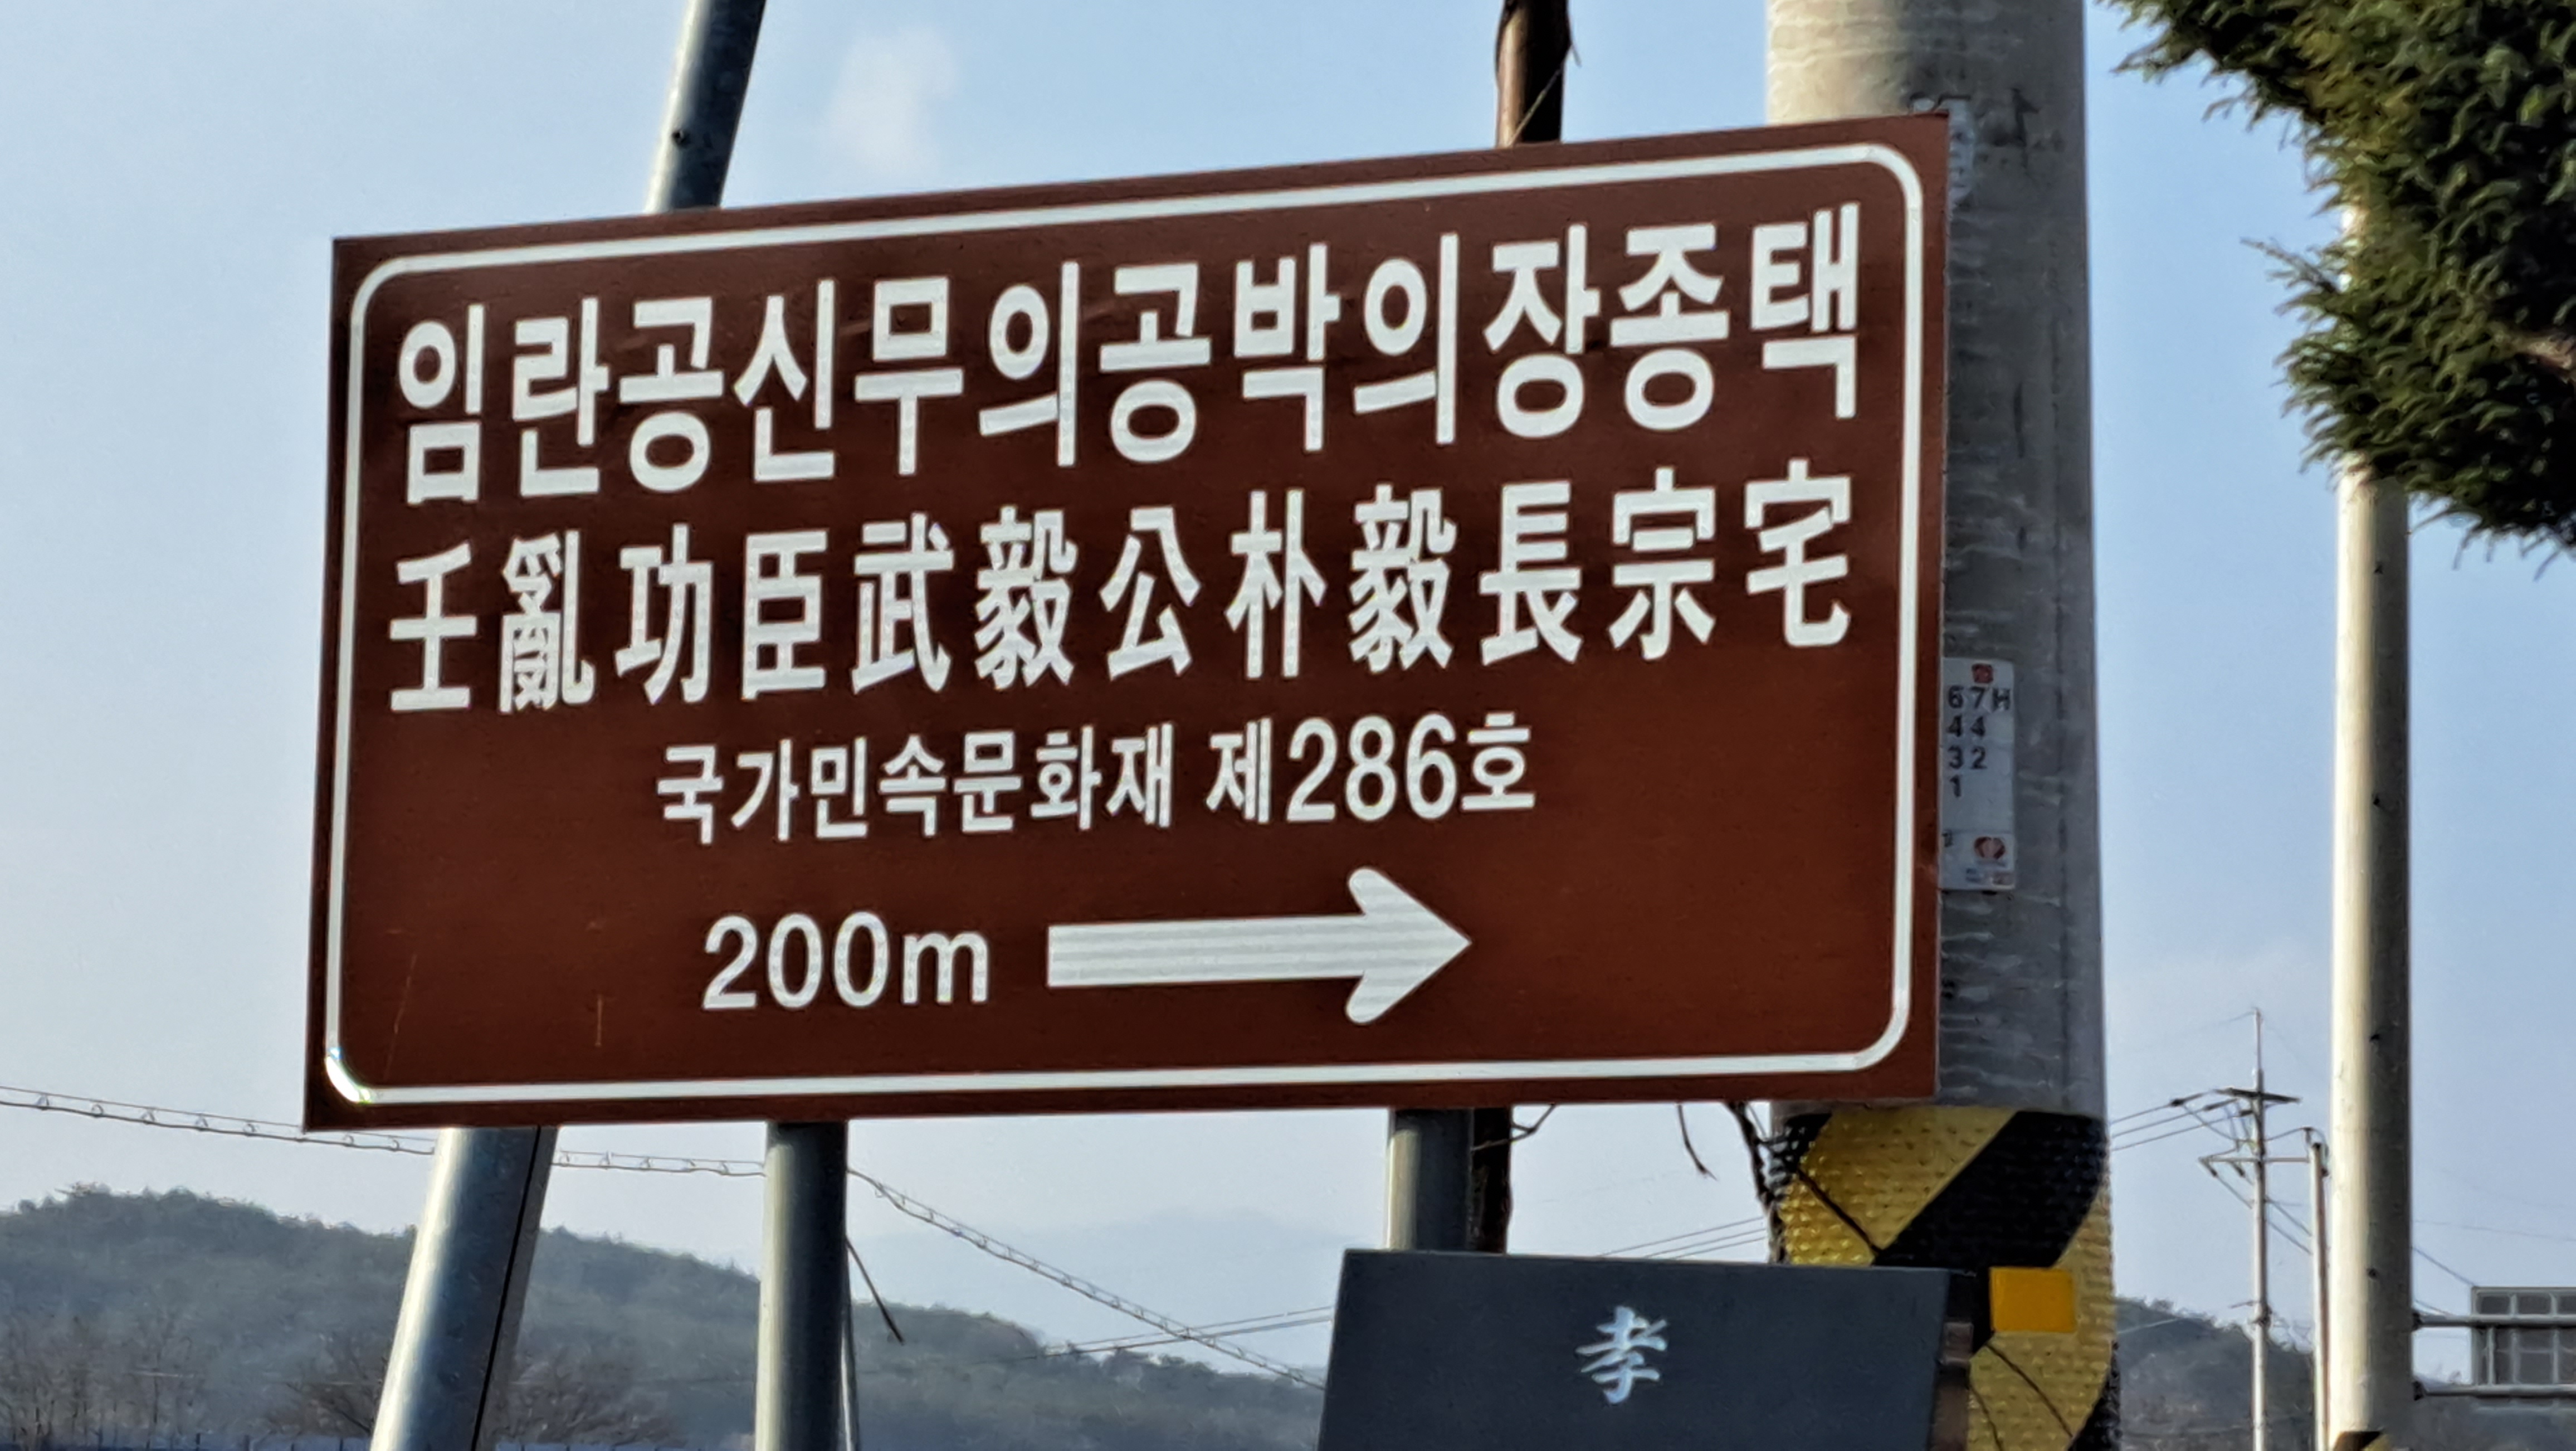 임란공신무의공박의장종택
壬亂功臣武毅公朴毅長宗宅
국가민속문화재 제286호
200m
67H
44
32
1
孝